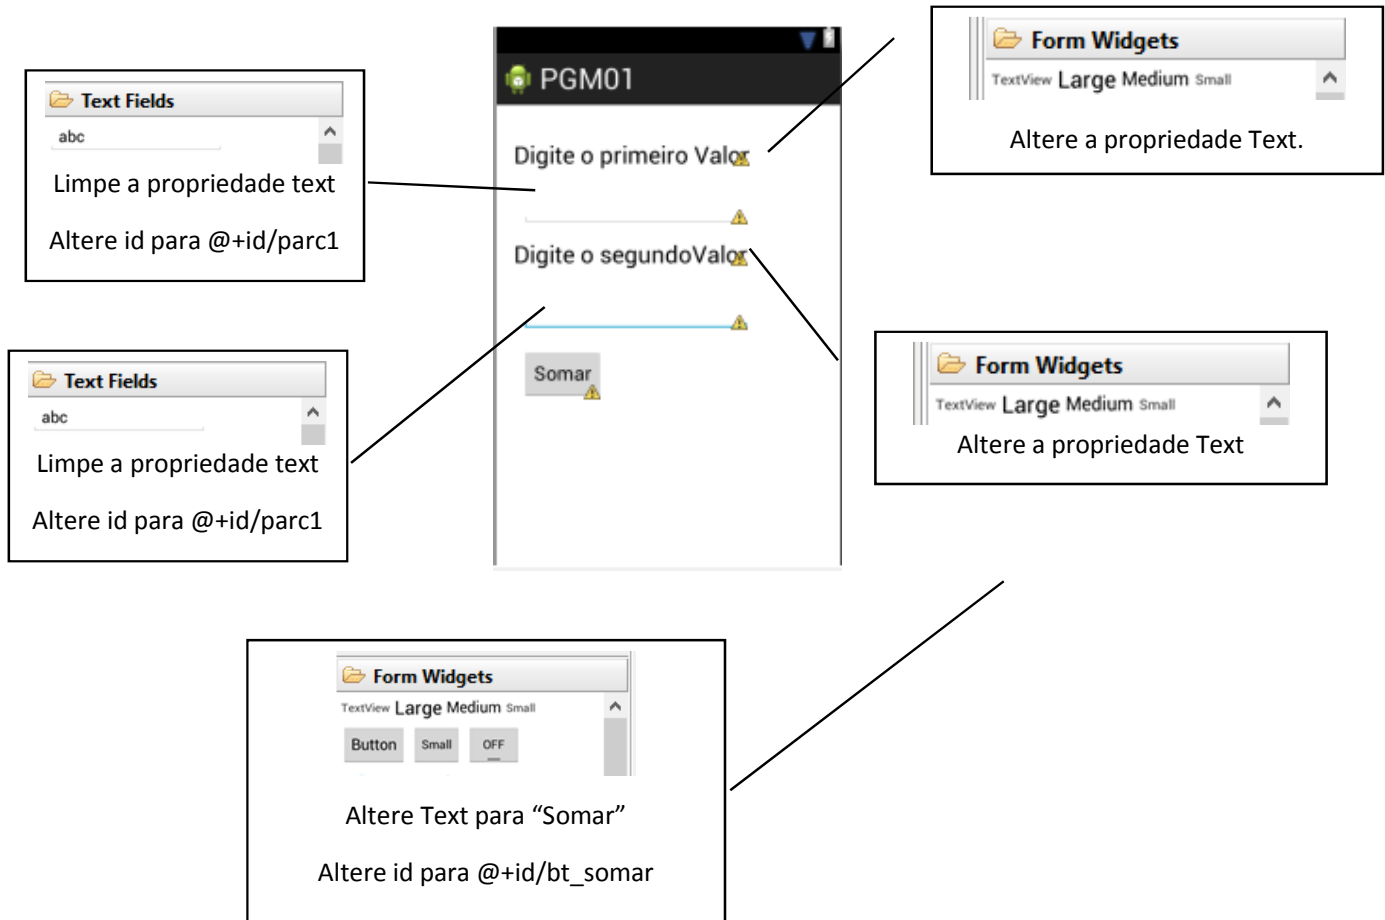 Form Widgets
TextView Large Medium Small
Altere a propriedade Text.
PGM01
Text Fields
abc
Limpe a propriedade text
Altere id para @+id/parc1
Digite o primeiro Valor
Digite o segundoValor
Somar
Form Widgets
TextView Large Medium Small
Altere a propriedade Text
Text Fields
abc
Limpe a propriedade text
Altere id para @+id/parc1
Form Widgets
TextView Large Medium Small
Button Small OFF
Altere Text para “Somar”
Altere id para @+id/bt_somar